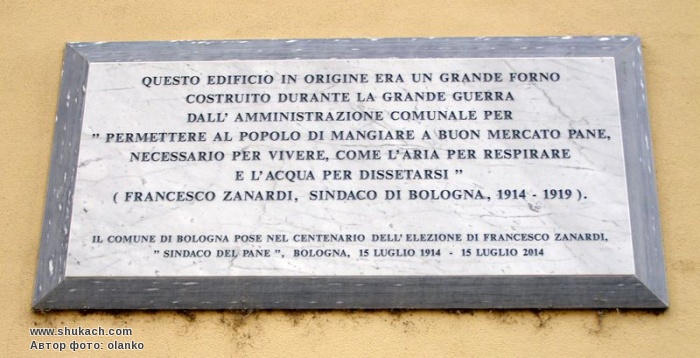 QUESTO EDIFICIO IN ORIGINE ERA UN GRANDE FORNO
COSTRUITO DURANTE LA GRANDE GUERRA
DALL' AMMINISTRAZIONE COMUNALE PER
" PERMETTERE AL POPOLO DI MANGIARE A BUON MERCATO PANE,
NECESSARIO PER VIVERE, COME L'ARIA PER RESPIRARE
E L'ACQUA PER DISSETARSI "
( FRANCESCO ZANARDI, SINDACO DI BOLOGNA, 1914 - 1919 ).
IL COMUNE DI BOLOGNA POSE NEL CENTENARIO DELL' ELEZIONE DI FRANCESCO ZANARDI,
" SINDACO DEL PANE ", BOLOGNA, 15 LUGLIO 1914 - 15 LUGLIO 2014
www.shukach.com
Автор фото: olanko